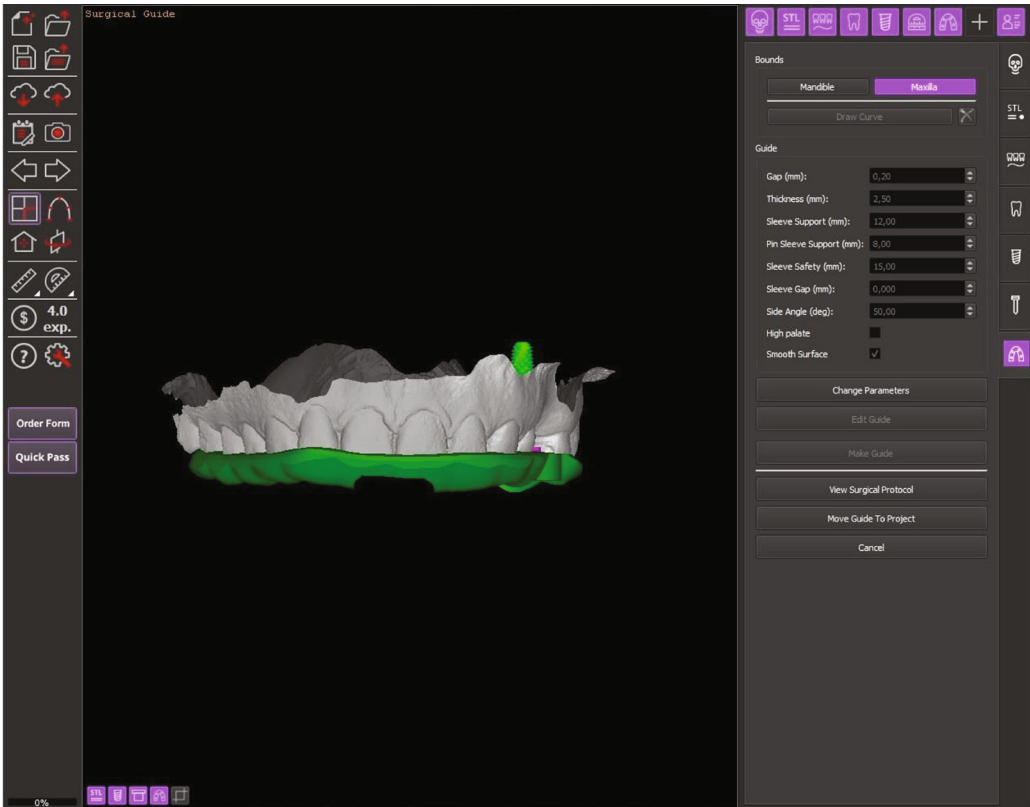 Surgical Guide
4.0
exp.
Order Form
Quick Pass
0%
STL
STL
Bounds
Mandible Maxilla
Draw Curve
Guide
Gap (mm): 0,20
Thickness (mm): 2,50
Sleeve Support (mm): 12,00
Pin Sleeve Support (mm): 8,00
Sleeve Safety (mm): 15,00
Sleeve Gap (mm): 0,000
Side Angle (deg): 50,00
High palate
Smooth Surface
Change Parameters
Edit Guide
Make Guide
View Surgical Protocol
Move Guide To Project
Cancel
STL